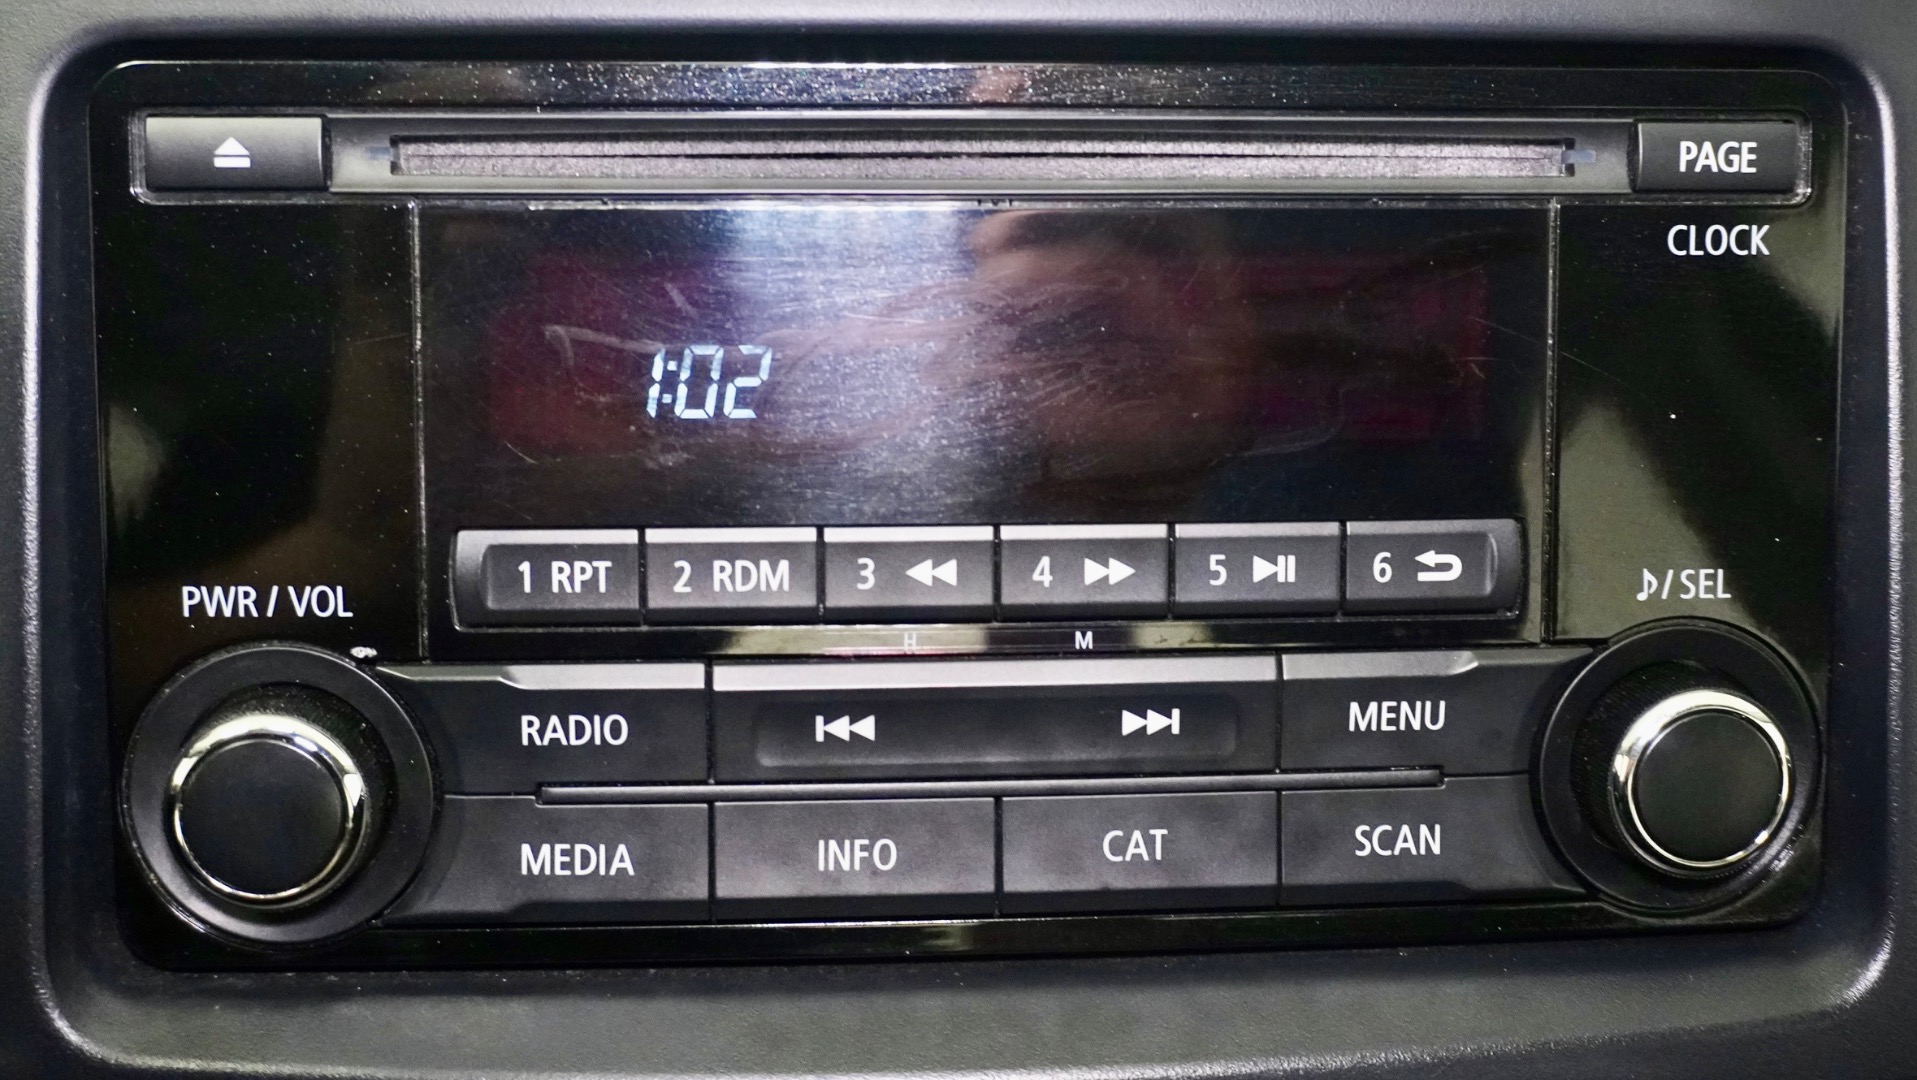 PAGE
CLOCK
1:02
1 RPT 2 RDM 3 4 5 6
PWR / VOL
♪/ SEL
H M
RADIO MENU
MEDIA INFO CAT SCAN